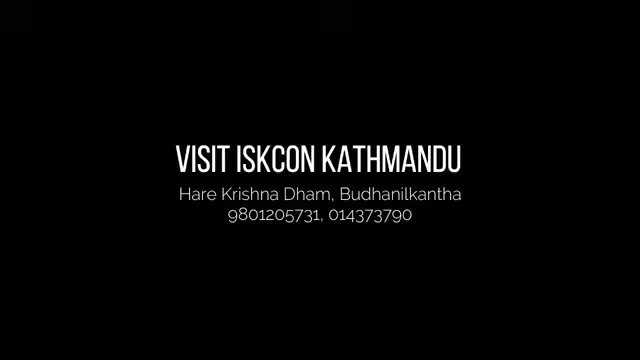 VISIT ISKCON KATHMANDU
Hare Krishna Dham, Budhanilkantha
9801205731, 014373790